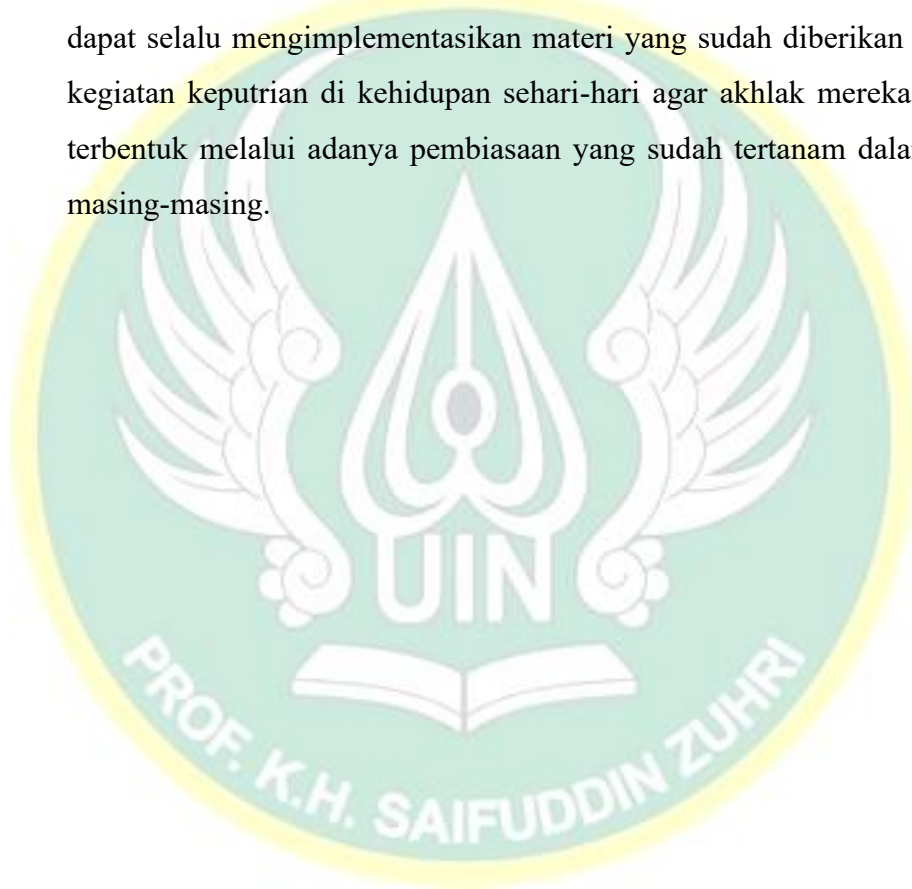 dapat selalu mengimplementasikan materi yang sudah diberikan
kegiatan keputrian di kehidupan sehari-hari agar akhlak mereka
terbentuk melalui adanya pembiasaan yang sudah tertanam
masing-masing.
UIN
PROF. K.H. SAIFUDDIN ZUHRI